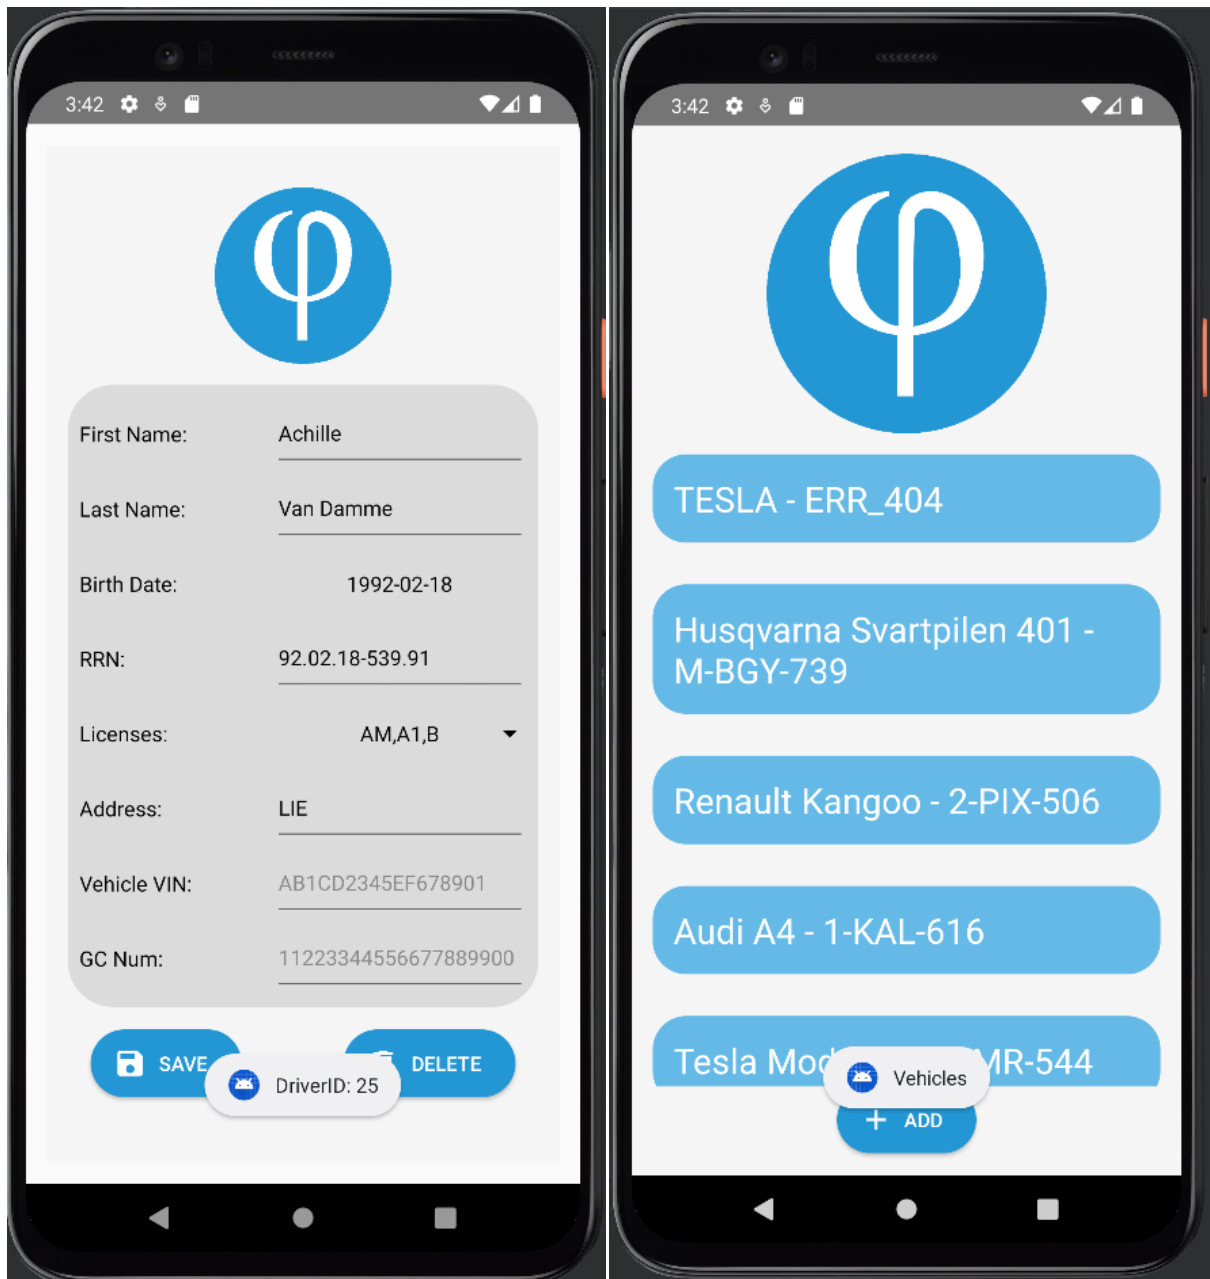 3:42
φ
First Name: Achille
Last Name: Van Damme
Birth Date: 1992-02-18
RRN: 92.02.18-539.91
Licenses: AM,A1,B
Address: LIE
Vehicle VIN: AB1CD2345EF678901
GC Num: 11223344556677889900
SAVE DELETE
DriverID: 25
3:42
φ
TESLA - ERR_404
Husqvarna Svartpilen 401 -
M-BGY-739
Renault Kangoo - 2-PIX-506
Audi A4 - 1-KAL-616
Tesla MR-544
Vehicles
ADD